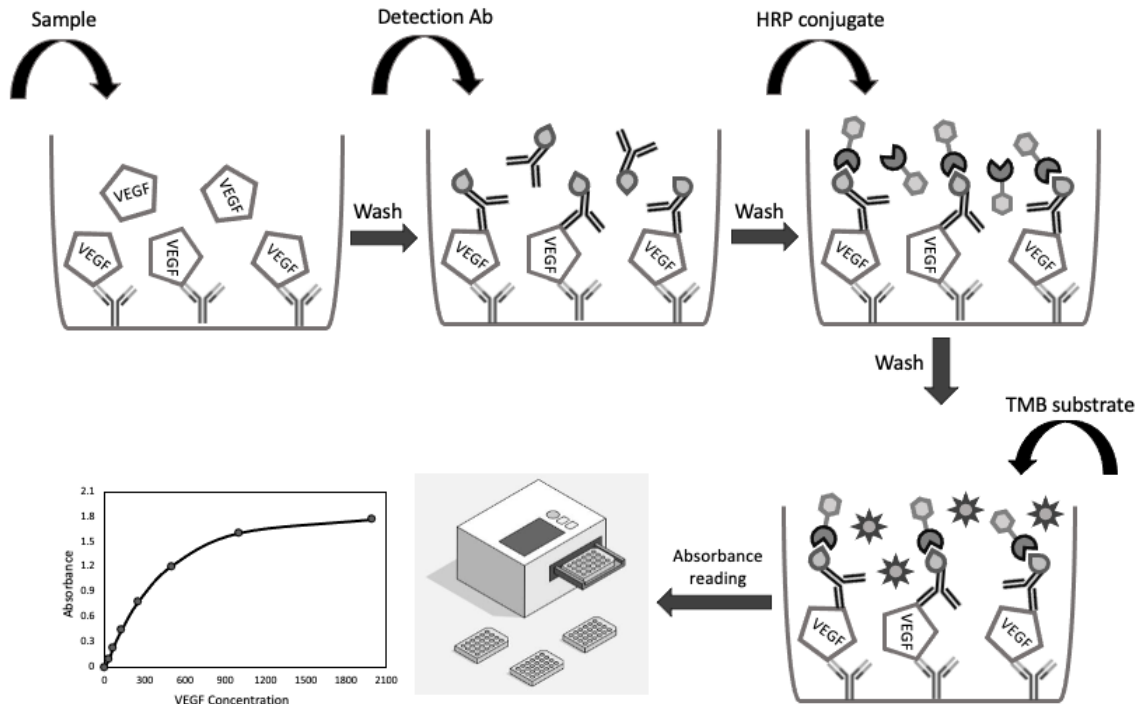 Sample
Detection Ab
HRP conjugate
VEGF
VEGF
VEGF
VEGF
VEGF
Wash
VEGF
VEGF
VEGF
Wash
VEGF
VEGF
VEGF
Wash
TMB substrate
2.1
1.8
1.5
1.2
0.9
0.6
0.3
0
Absorbance
0 300 600 900 1200 1500 1800 2100
VEGF Concentration
Absorbance
reading
VEGF
VEGF
VEGF